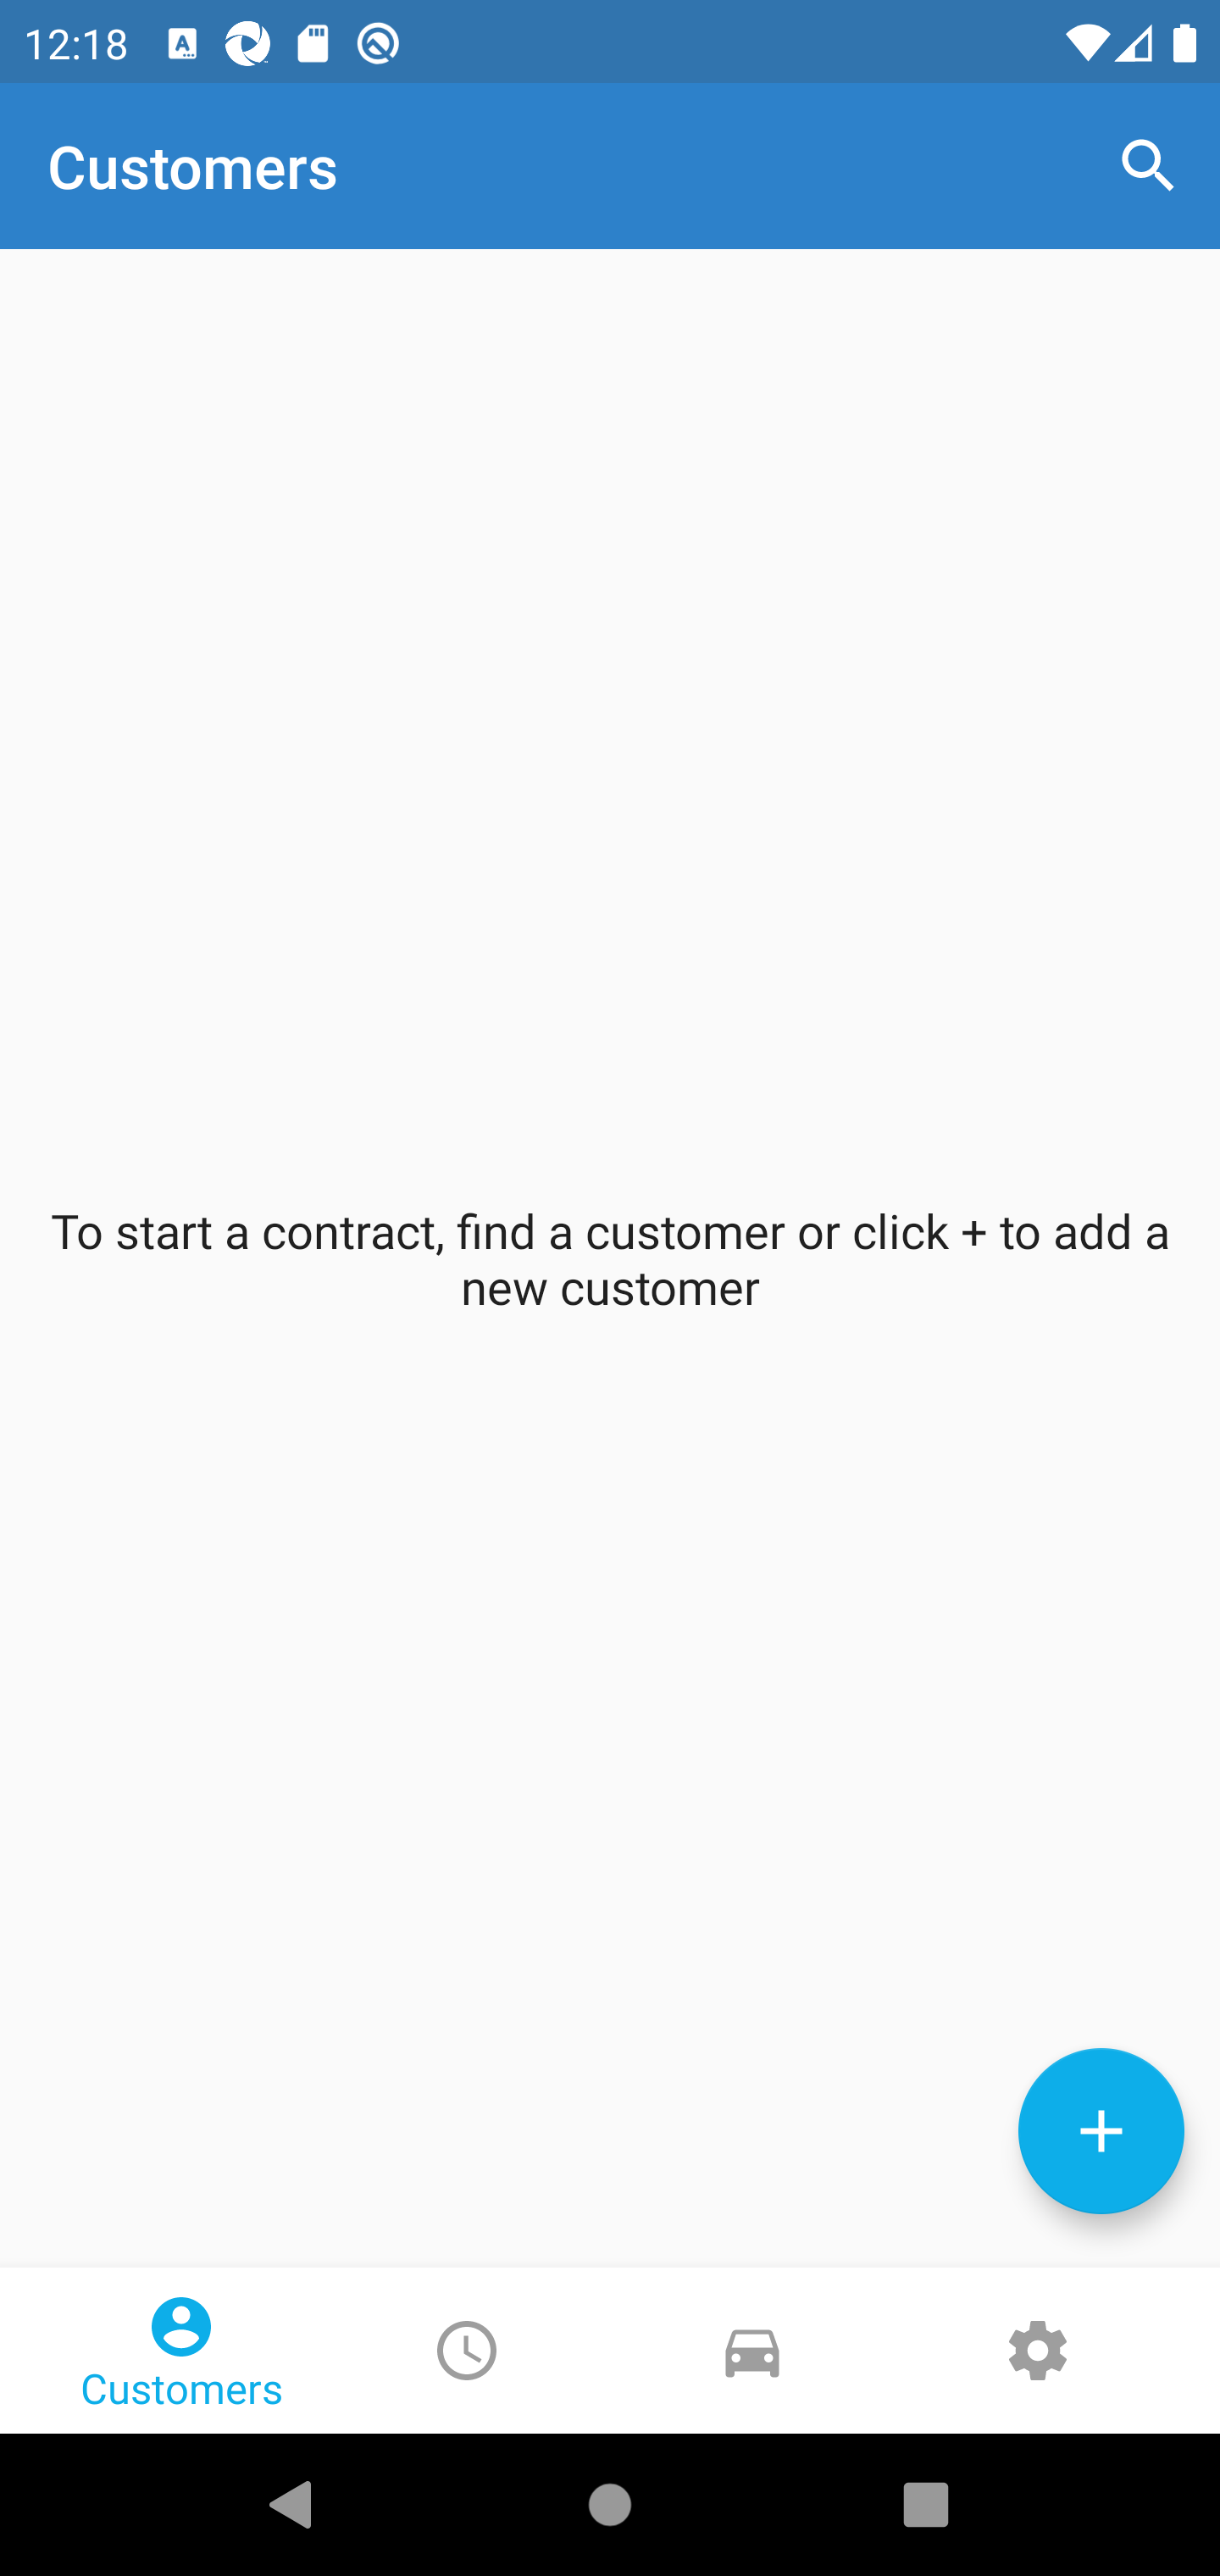 12:18
Customers
To start a contract, find a customer or click + to add a
new customer
Customers